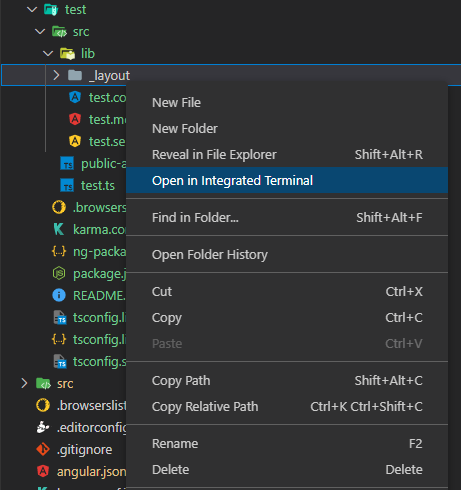 test
src
lib
_layout
test.co
test.m
test.se
public-a
test.ts
.browsers
karma.co
ng-packa
package.j
README.
tsconfig.li
tsconfig.li
tsconfig.s
src
.browserslist
.editorconfig
.gitignore
angular.json
New File
New Folder
Reveal in File Explorer Shift+Alt+R
Open in Integrated Terminal
Find in Folder... Shift+Alt+F
Open Folder History
Cut Ctrl+X
Copy Ctrl+C
Paste Ctrl+V
Copy Path Shift+Alt+C
Copy Relative Path Ctrl+K Ctrl+Shift+C
Rename F2
Delete Delete